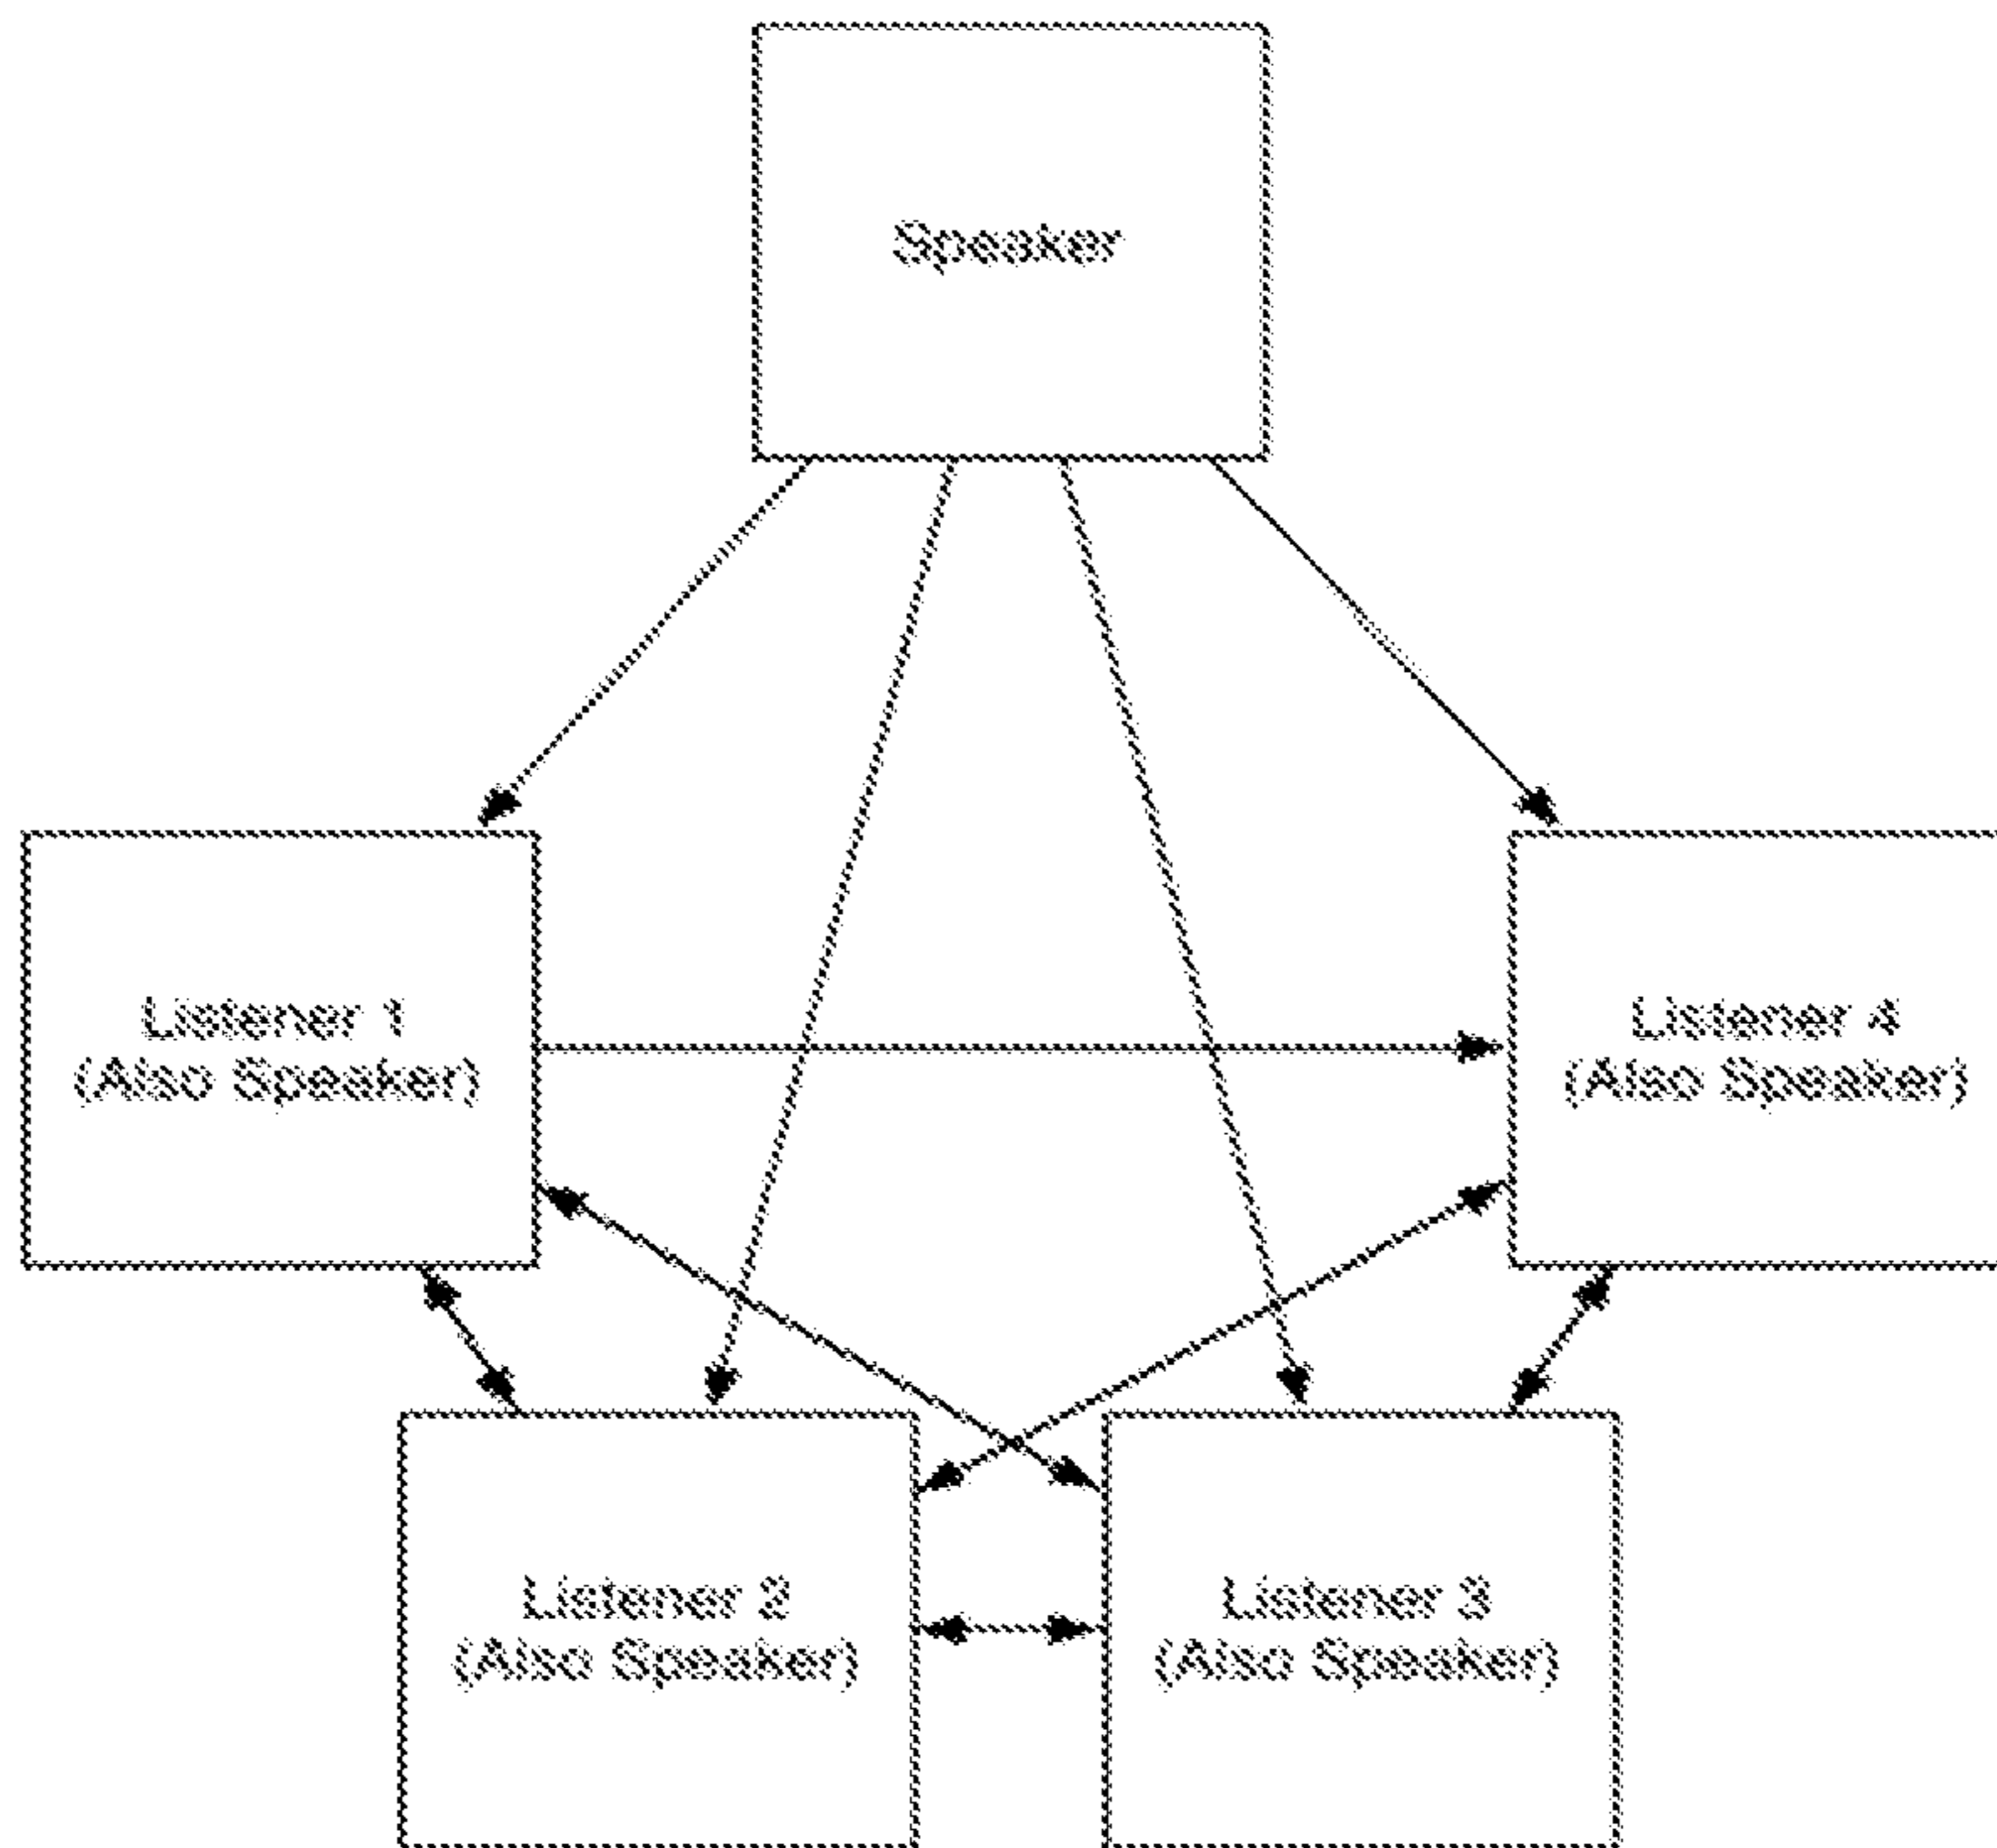 Speaker
Listener 1
(Also Speaker)
Listener 4
(Also Speaker)
Listener 2
(Also Speaker)
Listener 3
(Also Speaker)